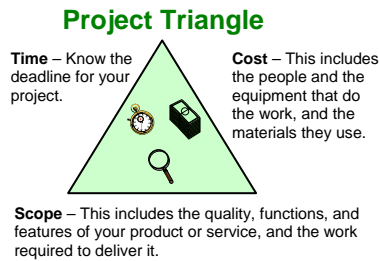 Project Triangle
Time – Know the
deadline for your
project.
Cost – This includes
the people and the
equipment that do
the work, and the
materials they use.
Scope – This includes the quality, functions, and
features of your product or service, and the work
required to deliver it.